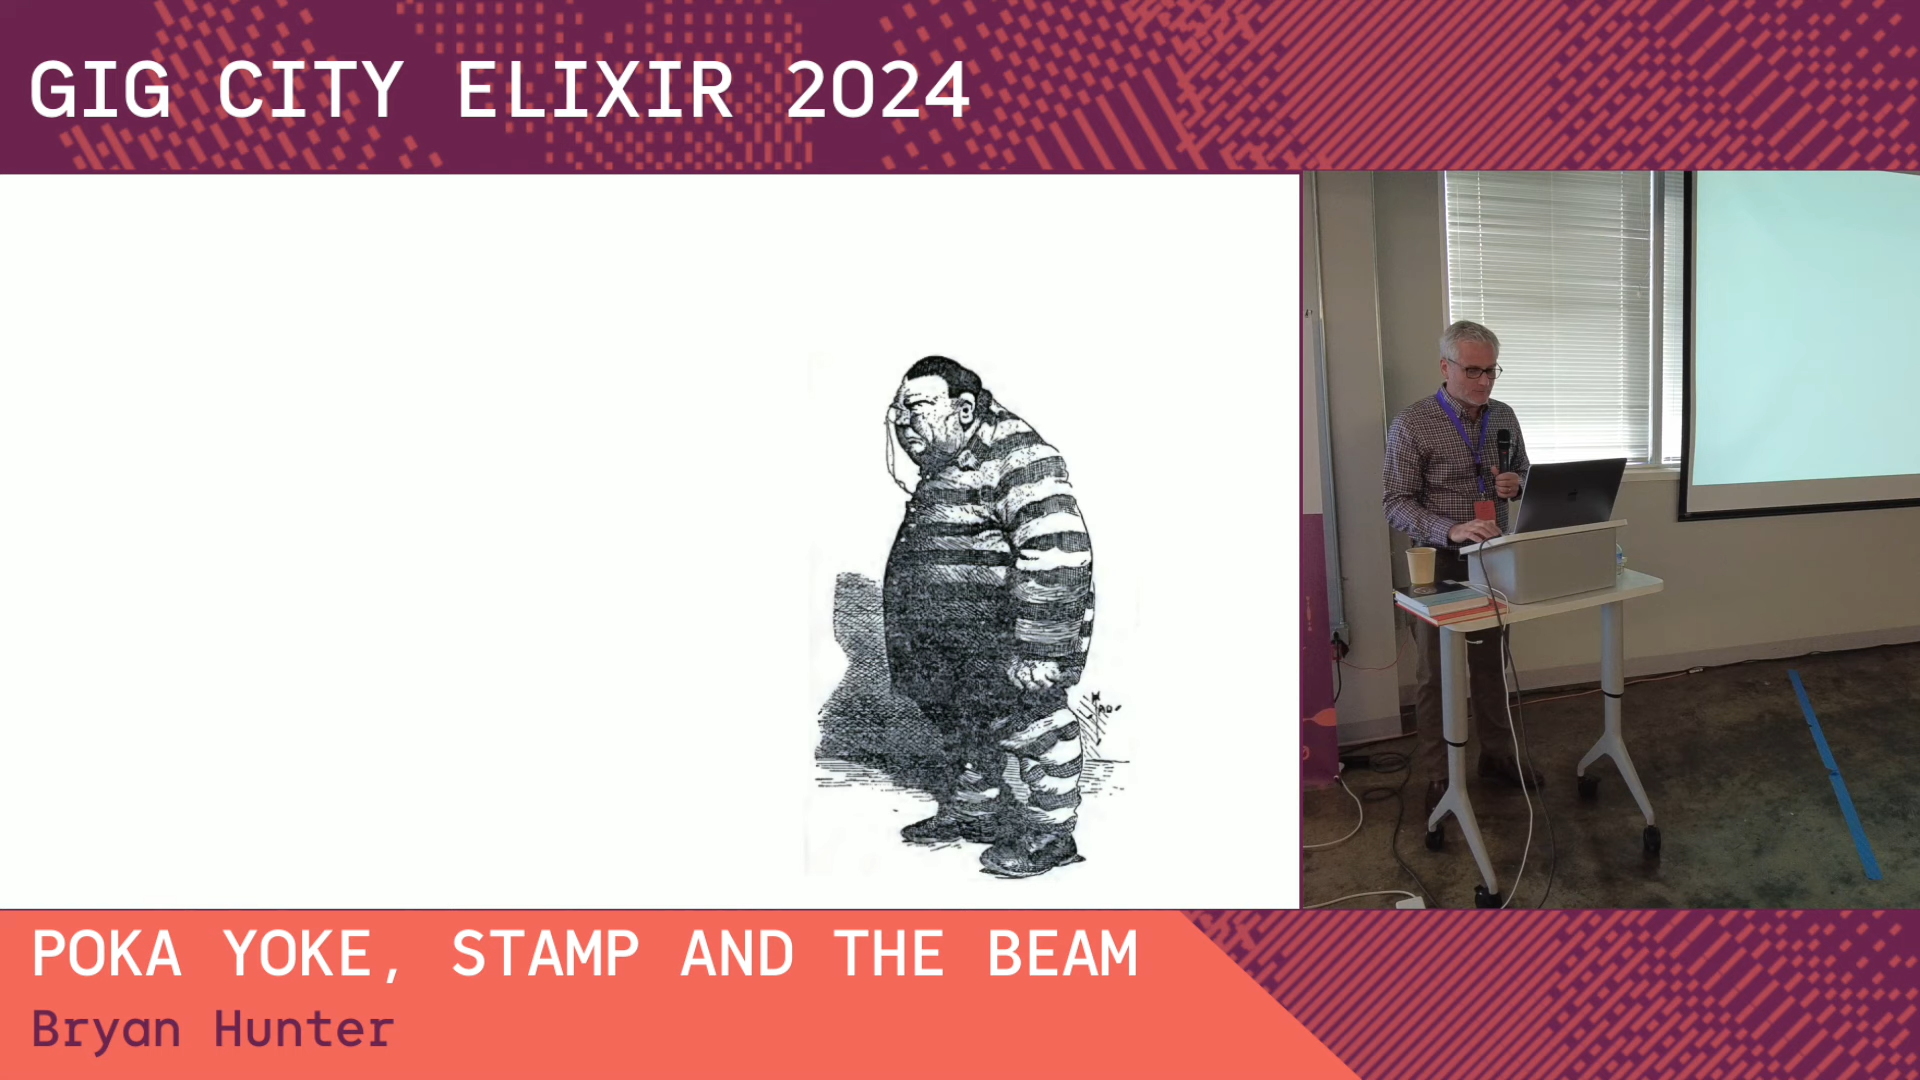 GIG CITY ELIXIR 2024
POKA YOKE, STAMP AND THE BEAM
Bryan Hunter